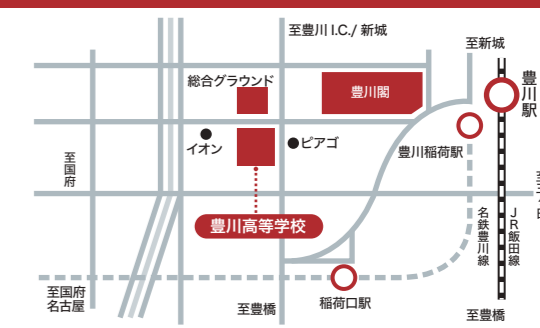 至豊川 I.C./ 新城
至新城
総合グラウンド
豊川閣
豊川駅
イオン
ピアゴ
豊川稲荷駅
至国府
豊川高等学校
名鉄豊川線
JR飯田線
至国府
名古屋
至豊橋
稲荷口駅
至豊橋